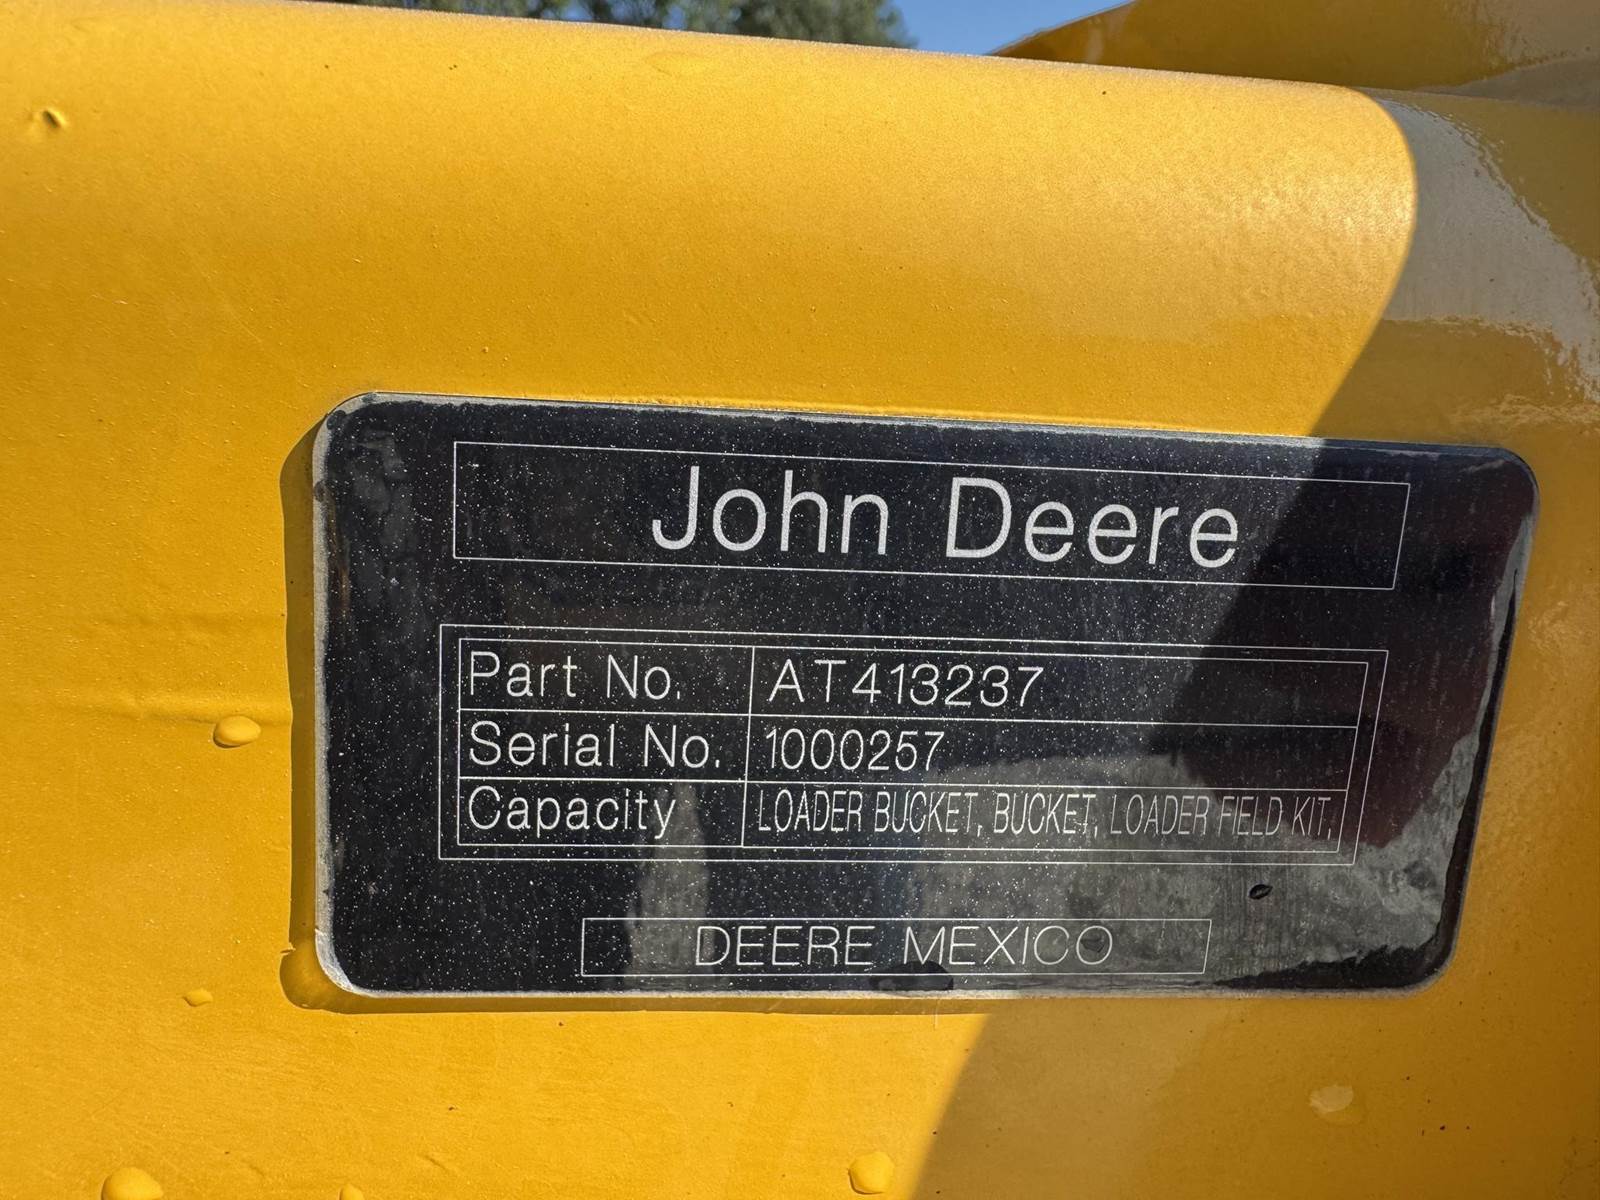 John Deere
Part No. AT413237
Serial No. 1000257
Capacity LOADER BUCKET, BUCKET, LOADER FIELD KIT,
DEERE MEXICO